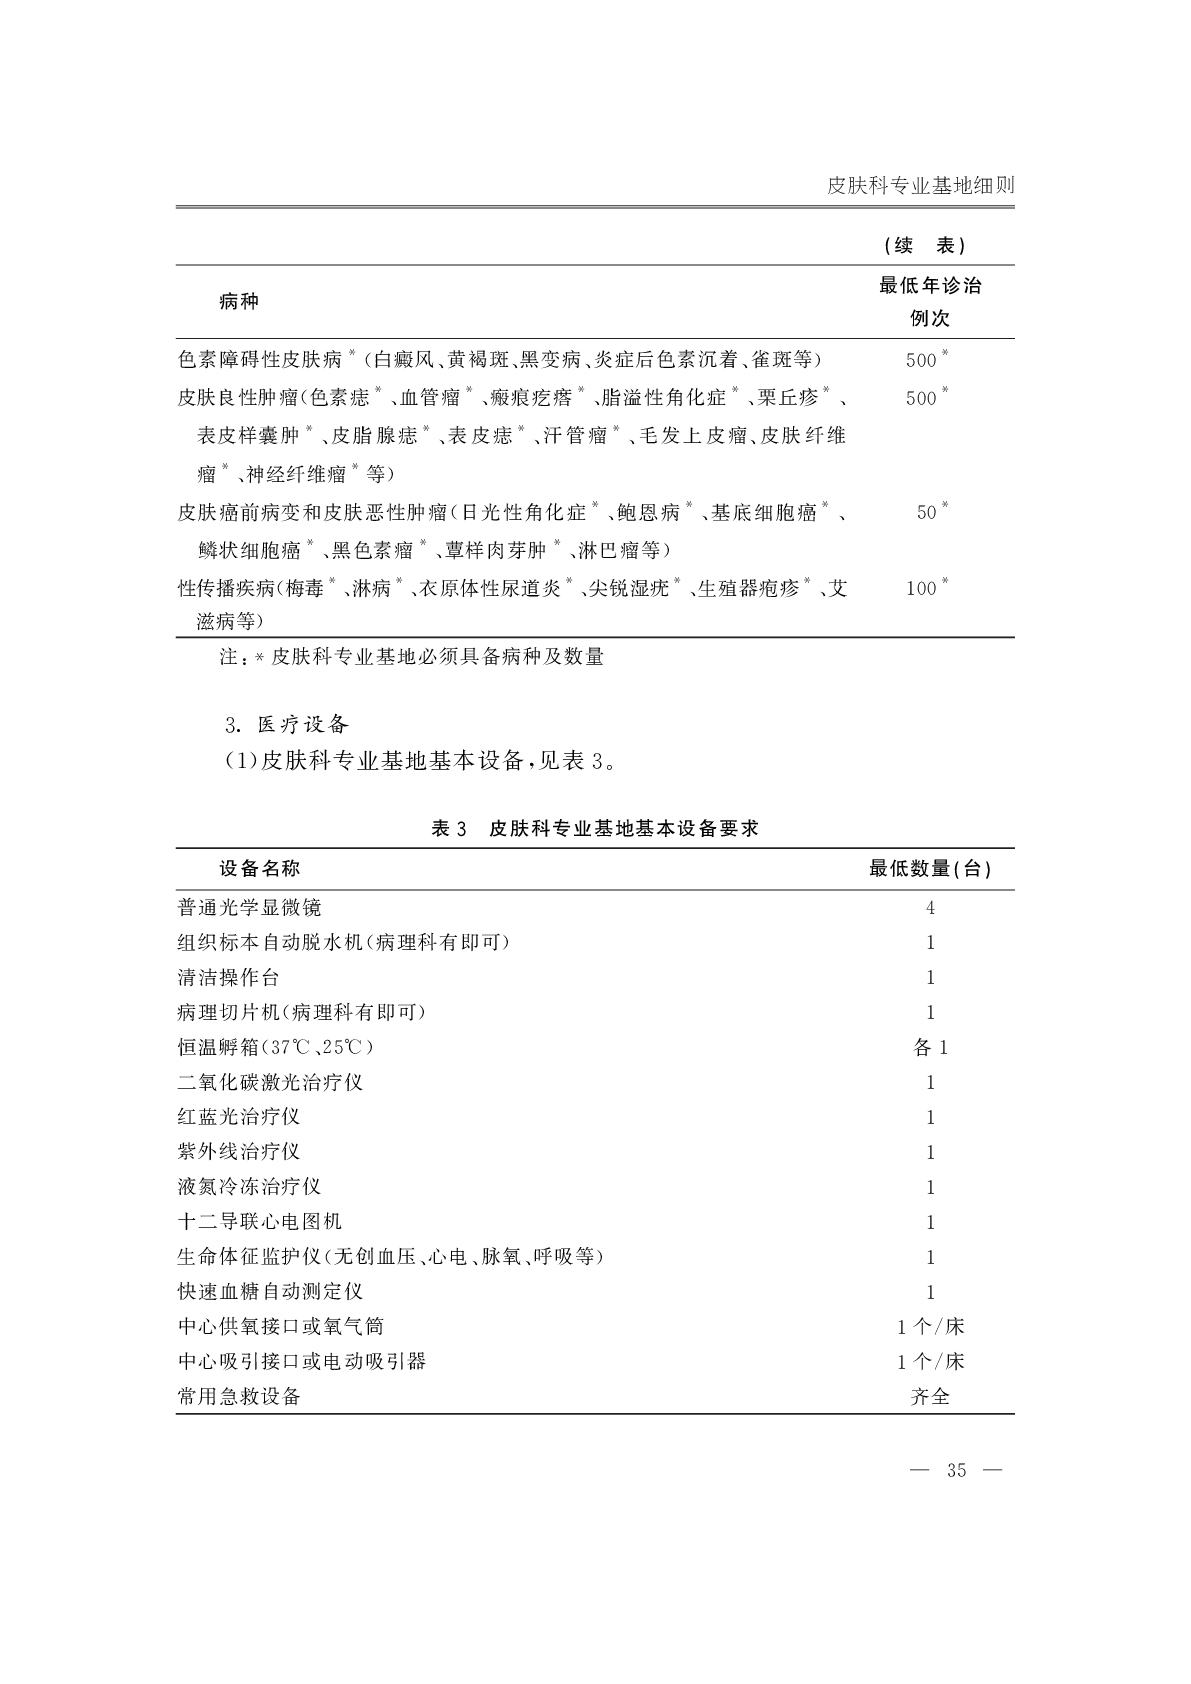 皮肤科专业基地细则
(续　表)
病种　最低年诊治
例次
色素障碍性皮肤病*(白癜风、黄褐斑、黑变病、炎症后色素沉着、雀斑等)　500*
皮肤良性肿瘤(色素痣*、血管瘤*、瘢痕疙瘩*、脂溢性角化症*、栗丘疹*、　500*
表皮样囊肿*、皮脂腺痣*、表皮痣*、汗管瘤*、毛发上皮瘤、皮肤纤维
瘤*、神经纤维瘤*等)
皮肤癌前病变和皮肤恶性肿瘤(日光性角化症*、鲍恩病*、基底细胞癌*、　50*
鳞状细胞癌*、黑色素瘤*、蕈样肉芽肿*、淋巴瘤等)
性传播疾病(梅毒*、淋病*、衣原体性尿道炎*、尖锐湿疣*、生殖器疱疹*、艾　100*
滋病等)
注:* 皮肤科专业基地必须具备病种及数量
3. 医疗设备
(1)皮肤科专业基地基本设备,见表 3。
表 3　皮肤科专业基地基本设备要求
设备名称　最低数量(台)
普通光学显微镜　4
组织标本自动脱水机(病理科有即可)　1
清洁操作台　1
病理切片机(病理科有即可)　1
恒温孵箱(37℃、25℃)　各 1
二氧化碳激光治疗仪　1
红蓝光治疗仪　1
紫外线治疗仪　1
液氮冷冻治疗仪　1
十二导联心电图机　1
生命体征监护仪(无创血压、心电、脉氧、呼吸等)　1
快速血糖自动测定仪　1
中心供氧接口或氧气筒　1 个/床
中心吸引接口或电动吸引器　1 个/床
常用急救设备　齐全
— 35 —